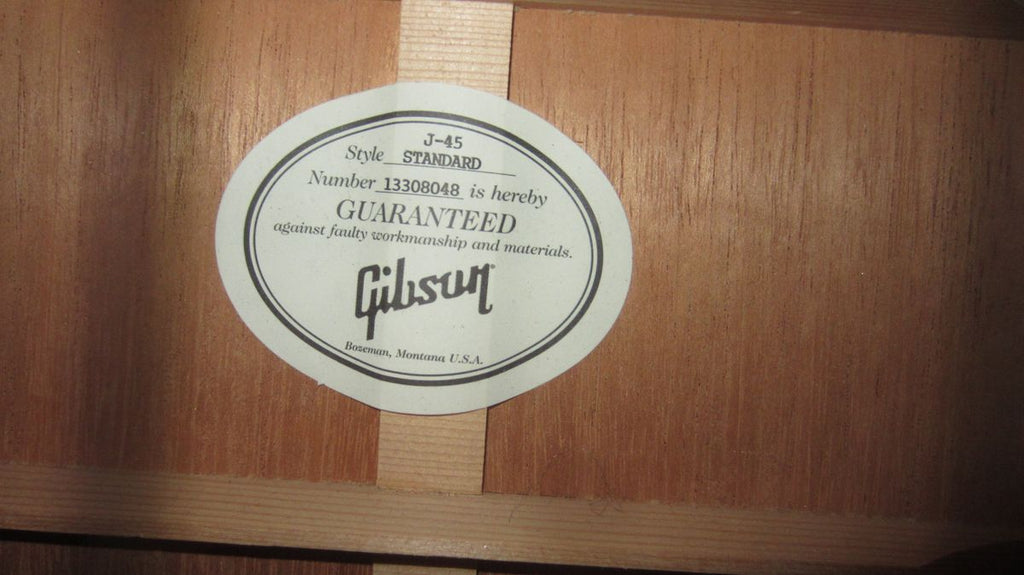 J-45
Style STANDARD
Number 13308048 is hereby
GUARANTEED
against faulty workmanship and materials.
Gibson
Bozeman, Montana U.S.A.